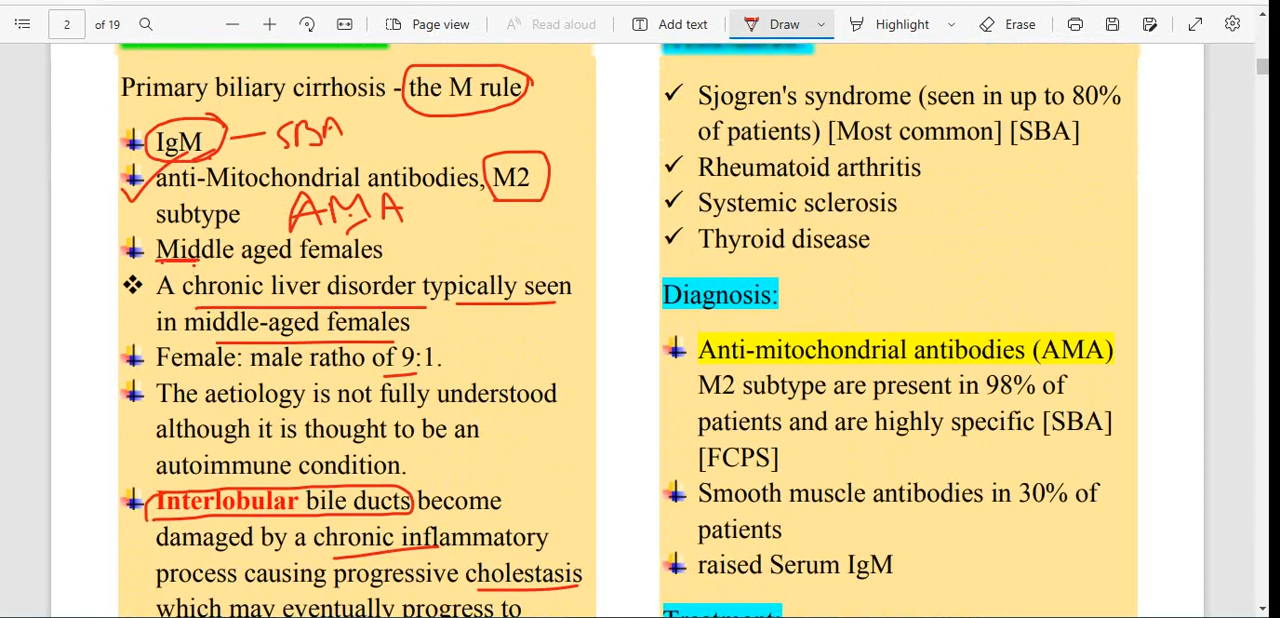 2 of 19
Page view
Read aloud
Add text
Draw
Highlight
Erase
Primary biliary cirrhosis - the M rule
IgM — SBA
anti-Mitochondrial antibodies, M2
subtype AMA
Middle aged females
A chronic liver disorder typically seen
in middle-aged females
Female: male ratho of 9:1.
The aetiology is not fully understood
although it is thought to be an
autoimmune condition.
Interlobular bile ducts become
damaged by a chronic inflammatory
process causing progressive cholestasis
which may eventually progress to
Sjogren's syndrome (seen in up to 80%
of patients) [Most common] [SBA]
Rheumatoid arthritis
Systemic sclerosis
Thyroid disease
Diagnosis:
Anti-mitochondrial antibodies (AMA)
M2 subtype are present in 98% of
patients and are highly specific [SBA]
[FCPS]
Smooth muscle antibodies in 30% of
patients
raised Serum IgM
Treatment: